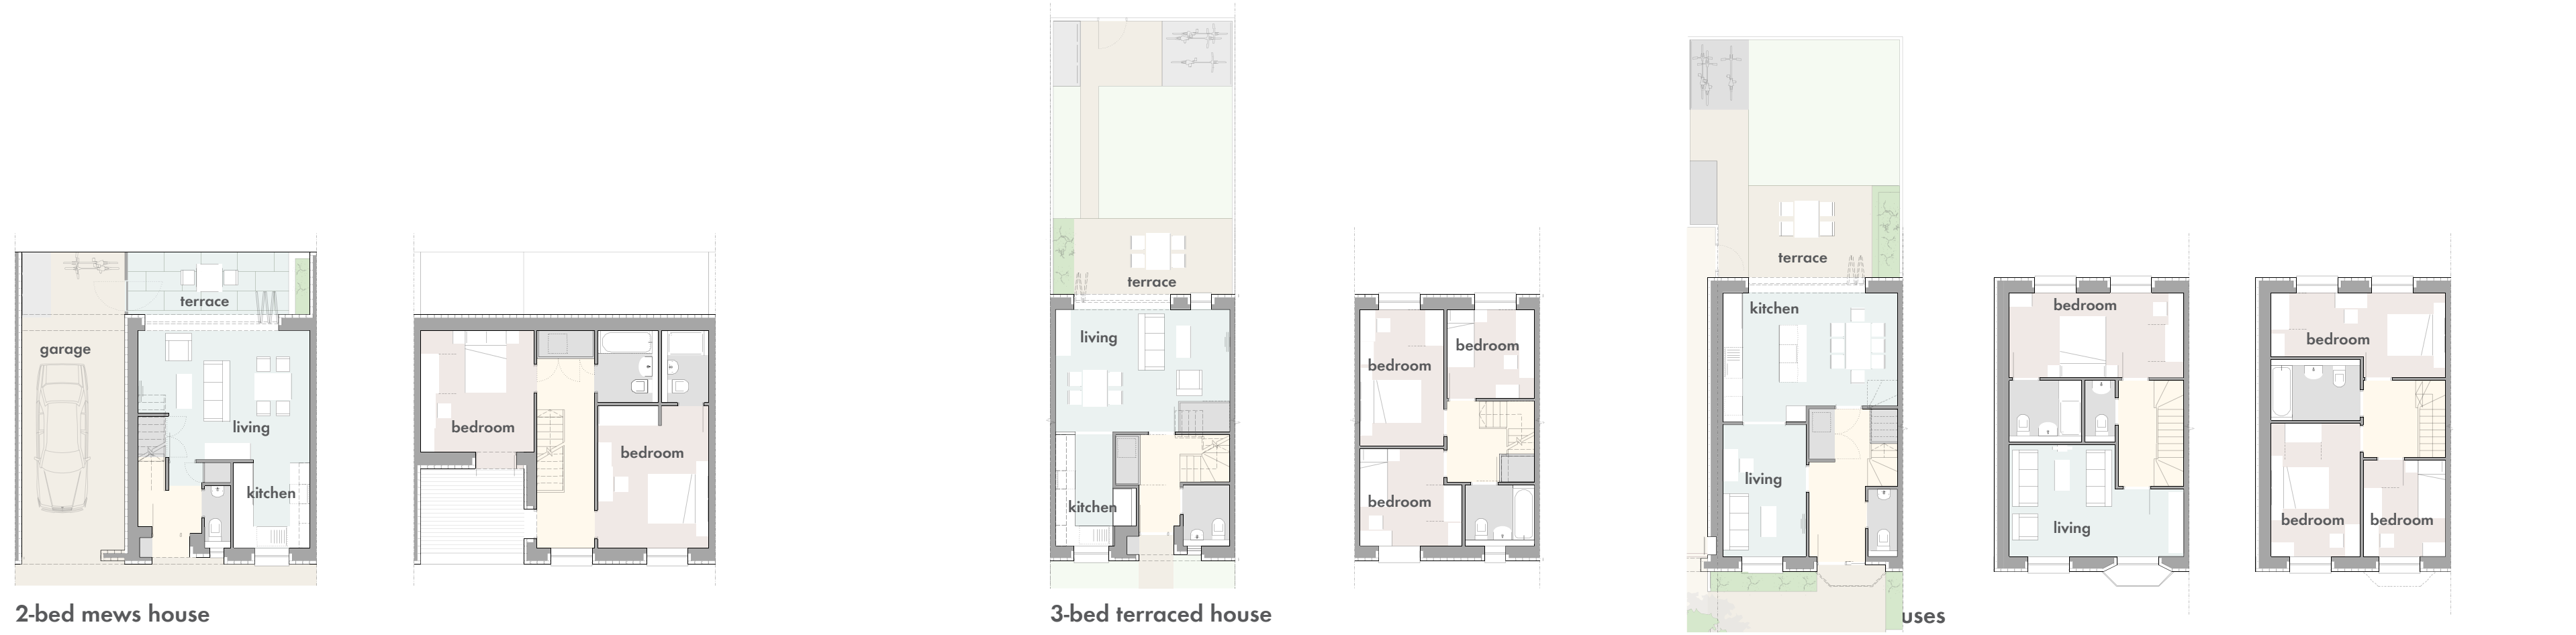 terrace
garage
living
kitchen
bedroom
bedroom
2-bed mews house
terrace
living
kitchen
bedroom
bedroom
bedroom
3-bed terraced house
terrace
kitchen
living
bedroom
living
bedroom
bedroom
bedroom
uses